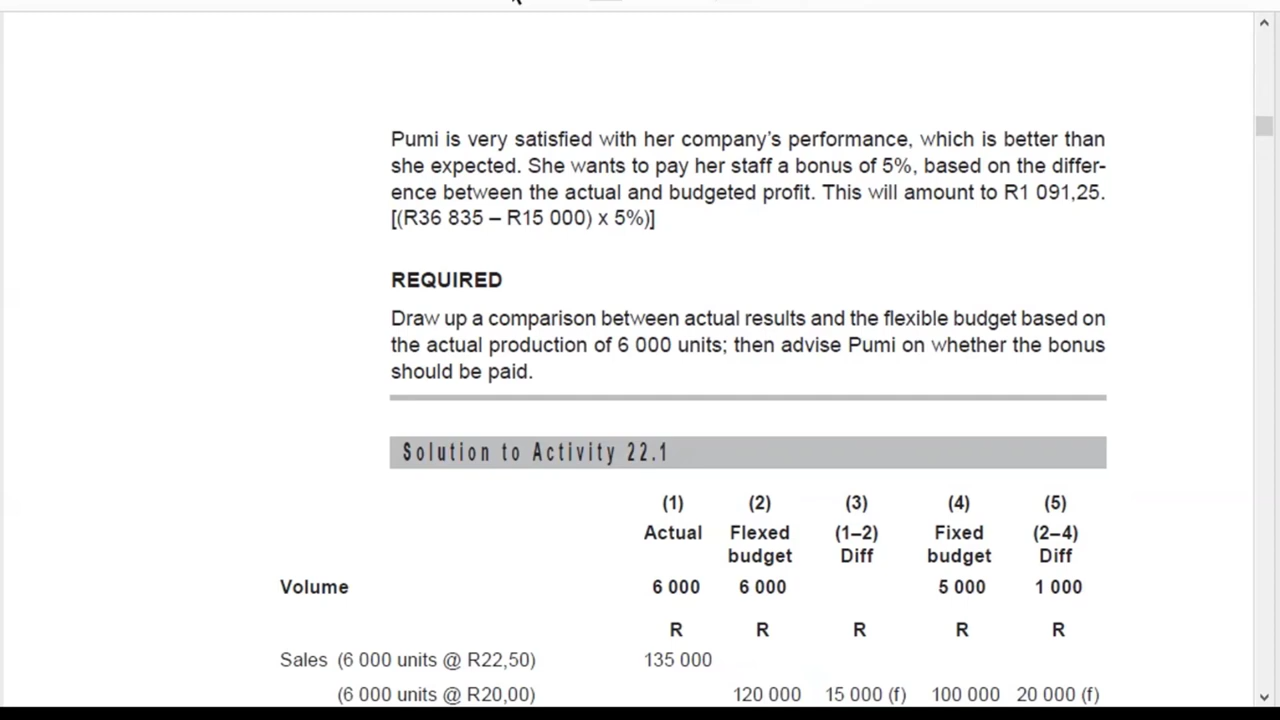 Pumi is very satisfied with her company's performance, which is better than
she expected. She wants to pay her staff a bonus of 5%, based on the differ-
ence between the actual and budgeted profit. This will amount to R1 091,25.
[(R36 835 – R15 000) x 5%)]
REQUIRED
Draw up a comparison between actual results and the flexible budget based on
the actual production of 6 000 units; then advise Pumi on whether the bonus
should be paid.
Solution to Activity 22.1
(1) (2) (3) (4) (5)
Actual Flexed (1–2) Fixed (2–4)
budget Diff budget Diff
Volume 6 000 6 000 5 000 1 000
R R R R R
Sales (6 000 units @ R22,50) 135 000
(6 000 units @ R20,00) 120 000 15 000 (f) 100 000 20 000 (f)